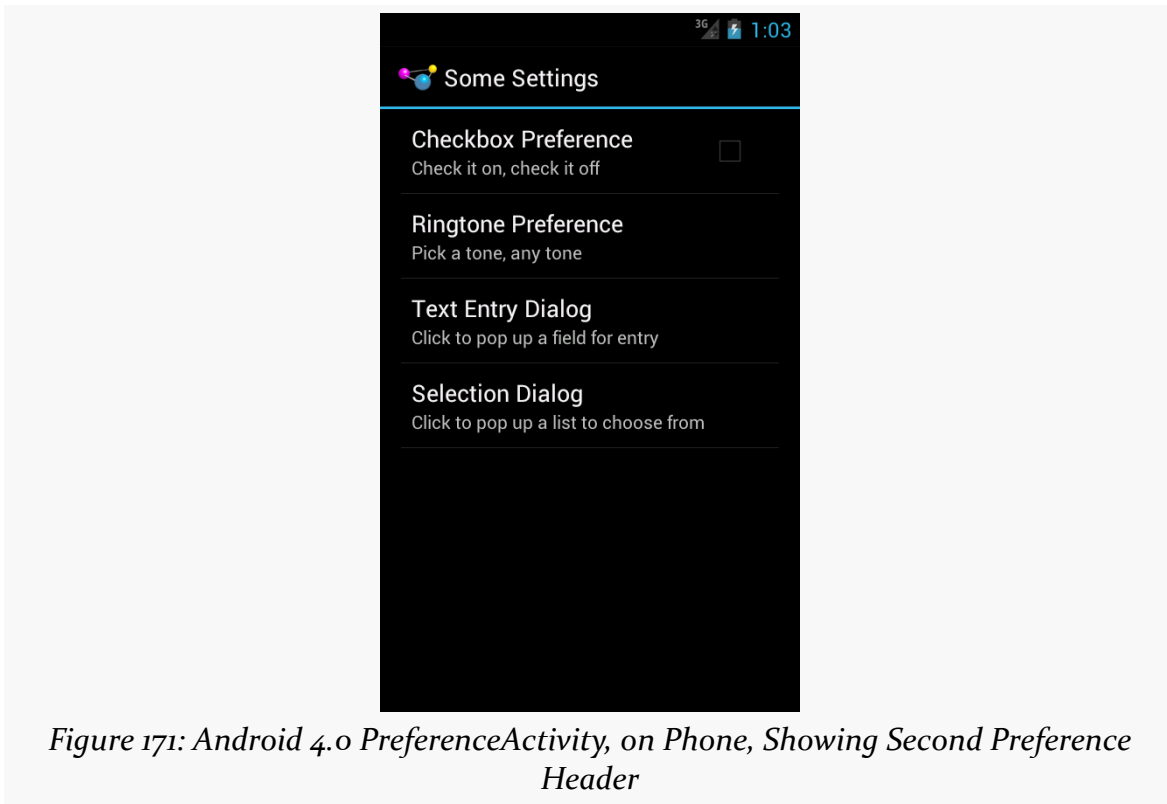 3G 1:03
Some Settings
Checkbox Preference
Check it on, check it off
Ringtone Preference
Pick a tone, any tone
Text Entry Dialog
Click to pop up a field for entry
Selection Dialog
Click to pop up a list to choose from
Figure 171: Android 4.0 PreferenceActivity, on Phone, Showing Second Preference
Header